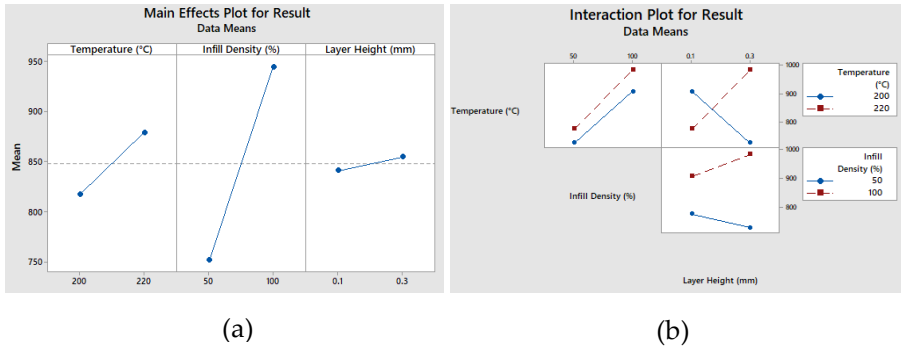 Main Effects Plot for Result
Data Means
Temperature (°C) Infill Density (%) Layer Height (mm)
950
900
850
800
750
Mean
200 220 50 100 0.1 0.3
(a)
Interaction Plot for Result
Data Means
50 100 0.1 0.3
Temperature (°C)
1000
900
800
Temperature
(°C)
200
220
Infill Density (%)
1000
900
800
Infill
Density (%)
50
100
Layer Height (mm)
(b)